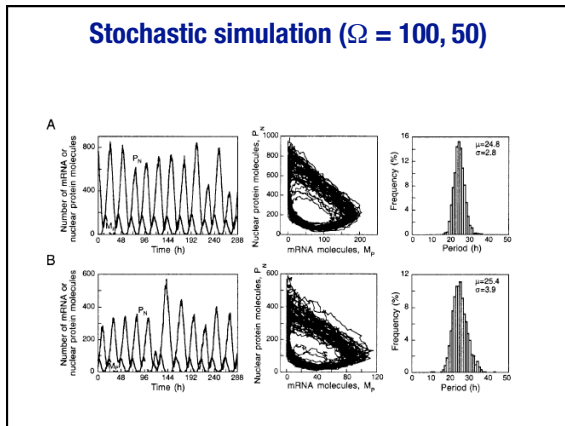 Stochastic simulation (Ω = 100, 50)
A
Number of mRNA or
nuclear protein molecules
800
600
400
200
0
P_N
M_P
0 48 96 144 192 240 288
Time (h)
Nuclear protein molecules, P_N
1000
800
600
400
200
0
0 100 200
mRNA molecules, M_P
Frequency (%)
16
12
8
4
0
μ=24.8
σ=2.8
0 10 20 30 40 50
Period (h)
B
Number of mRNA or
nuclear protein molecules
600
400
200
0
P_N
0 48 96 144 192 240 288
Time (h)
Nuclear protein molecules, P_N
600
400
200
0
0 40 80 120
mRNA molecules, M_P
Frequency (%)
12
8
4
0
μ=25.4
σ=3.9
0 10 20 30 40 50
Period (h)